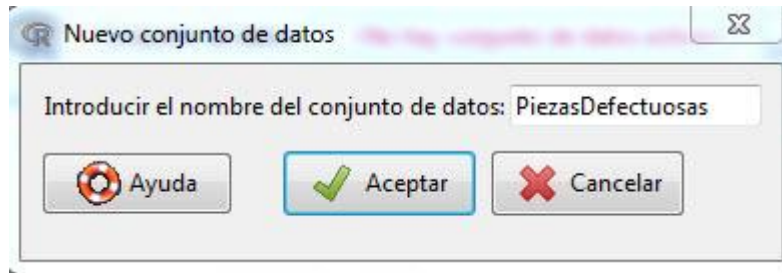 Nuevo conjunto de datos
Introducir el nombre del conjunto de datos: PiezasDefectuosas
Ayuda Aceptar Cancelar